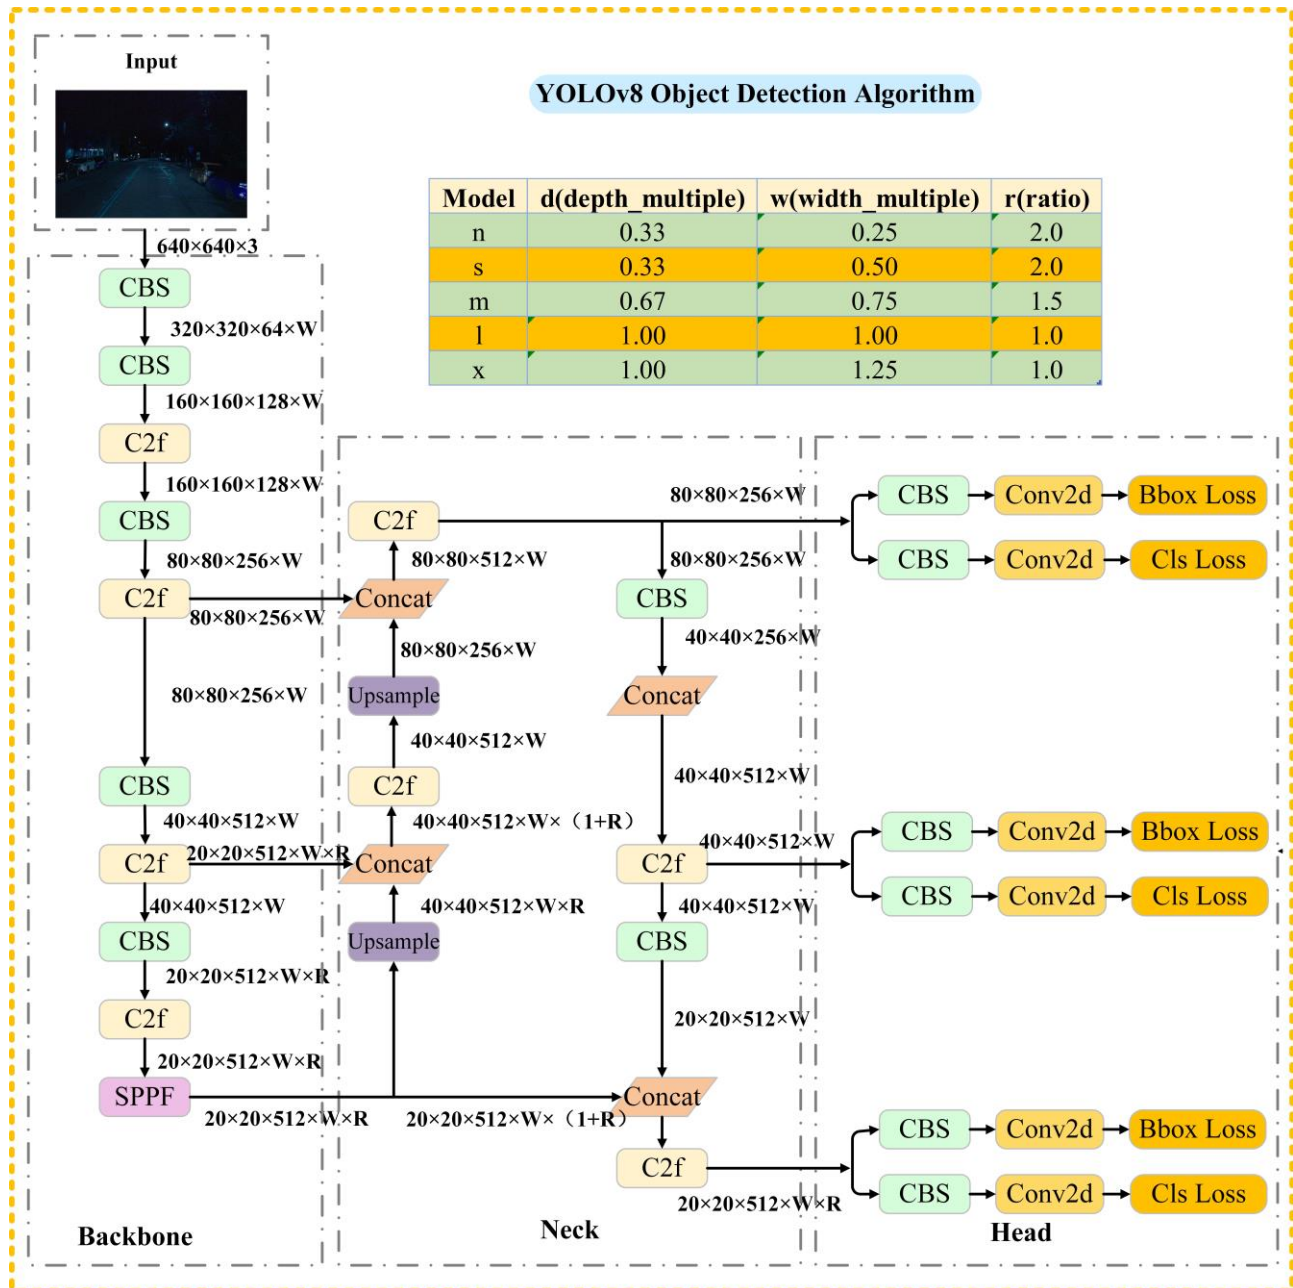 Input
YOLOv8 Object Detection Algorithm
Model d(depth_multiple) w(width_multiple) r(ratio)
n 0.33 0.25 2.0
s 0.33 0.50 2.0
m 0.67 0.75 1.5
l 1.00 1.00 1.0
x 1.00 1.25 1.0
640×640×3
CBS
320×320×64×W
CBS
160×160×128×W
C2f
160×160×128×W
CBS
80×80×256×W
C2f
80×80×256×W
80×80×256×W
CBS
40×40×512×W
C2f
20×20×512×W×R
40×40×512×W
CBS
20×20×512×W×R
C2f
20×20×512×W×R
SPPF
20×20×512×W×R
Backbone
C2f
80×80×512×W
Concat
80×80×256×W
Upsample
40×40×512×W
C2f
40×40×512×W×（1+R）
Concat
40×40×512×W×R
Upsample
20×20×512×W×（1+R）
80×80×256×W
80×80×256×W
CBS
40×40×256×W
Concat
40×40×512×W
C2f
40×40×512×W
40×40×512×W
CBS
20×20×512×W
Concat
C2f
20×20×512×W×R
Neck
CBS Conv2d Bbox Loss
CBS Conv2d Cls Loss
CBS Conv2d Bbox Loss
CBS Conv2d Cls Loss
CBS Conv2d Bbox Loss
CBS Conv2d Cls Loss
Head